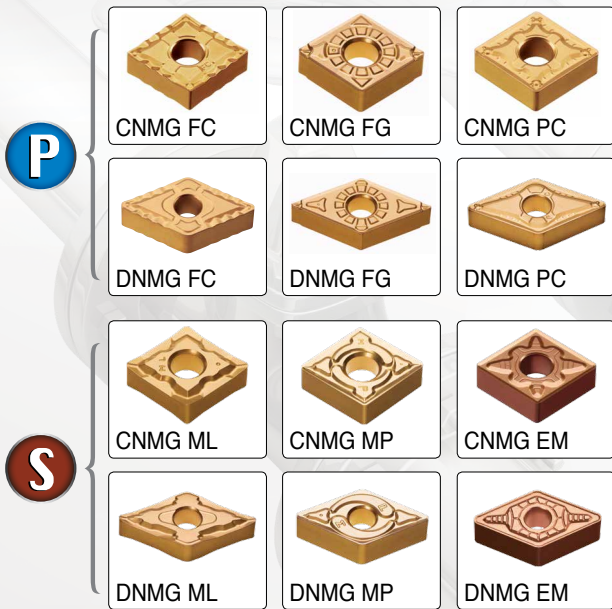 P
CNMG FC
CNMG FG
CNMG PC
DNMG FC
DNMG FG
DNMG PC
S
CNMG ML
CNMG MP
CNMG EM
DNMG ML
DNMG MP
DNMG EM